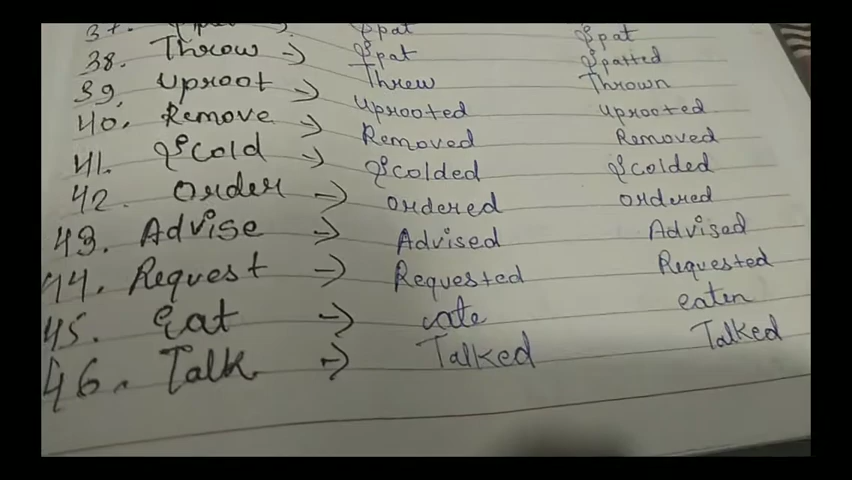 37. Spat Spat
38. Throw → Spat Spatted
39. Uproot → Threw Thrown
40. Remove → Uprooted Uprooted
41. Scold → Removed Removed
42. Order → Scolded Scolded
43. Advise → Ordered Ordered
44. Request → Advised Advised
45. Eat → Requested Requested
46. Talk → ate eaten
Talked Talked